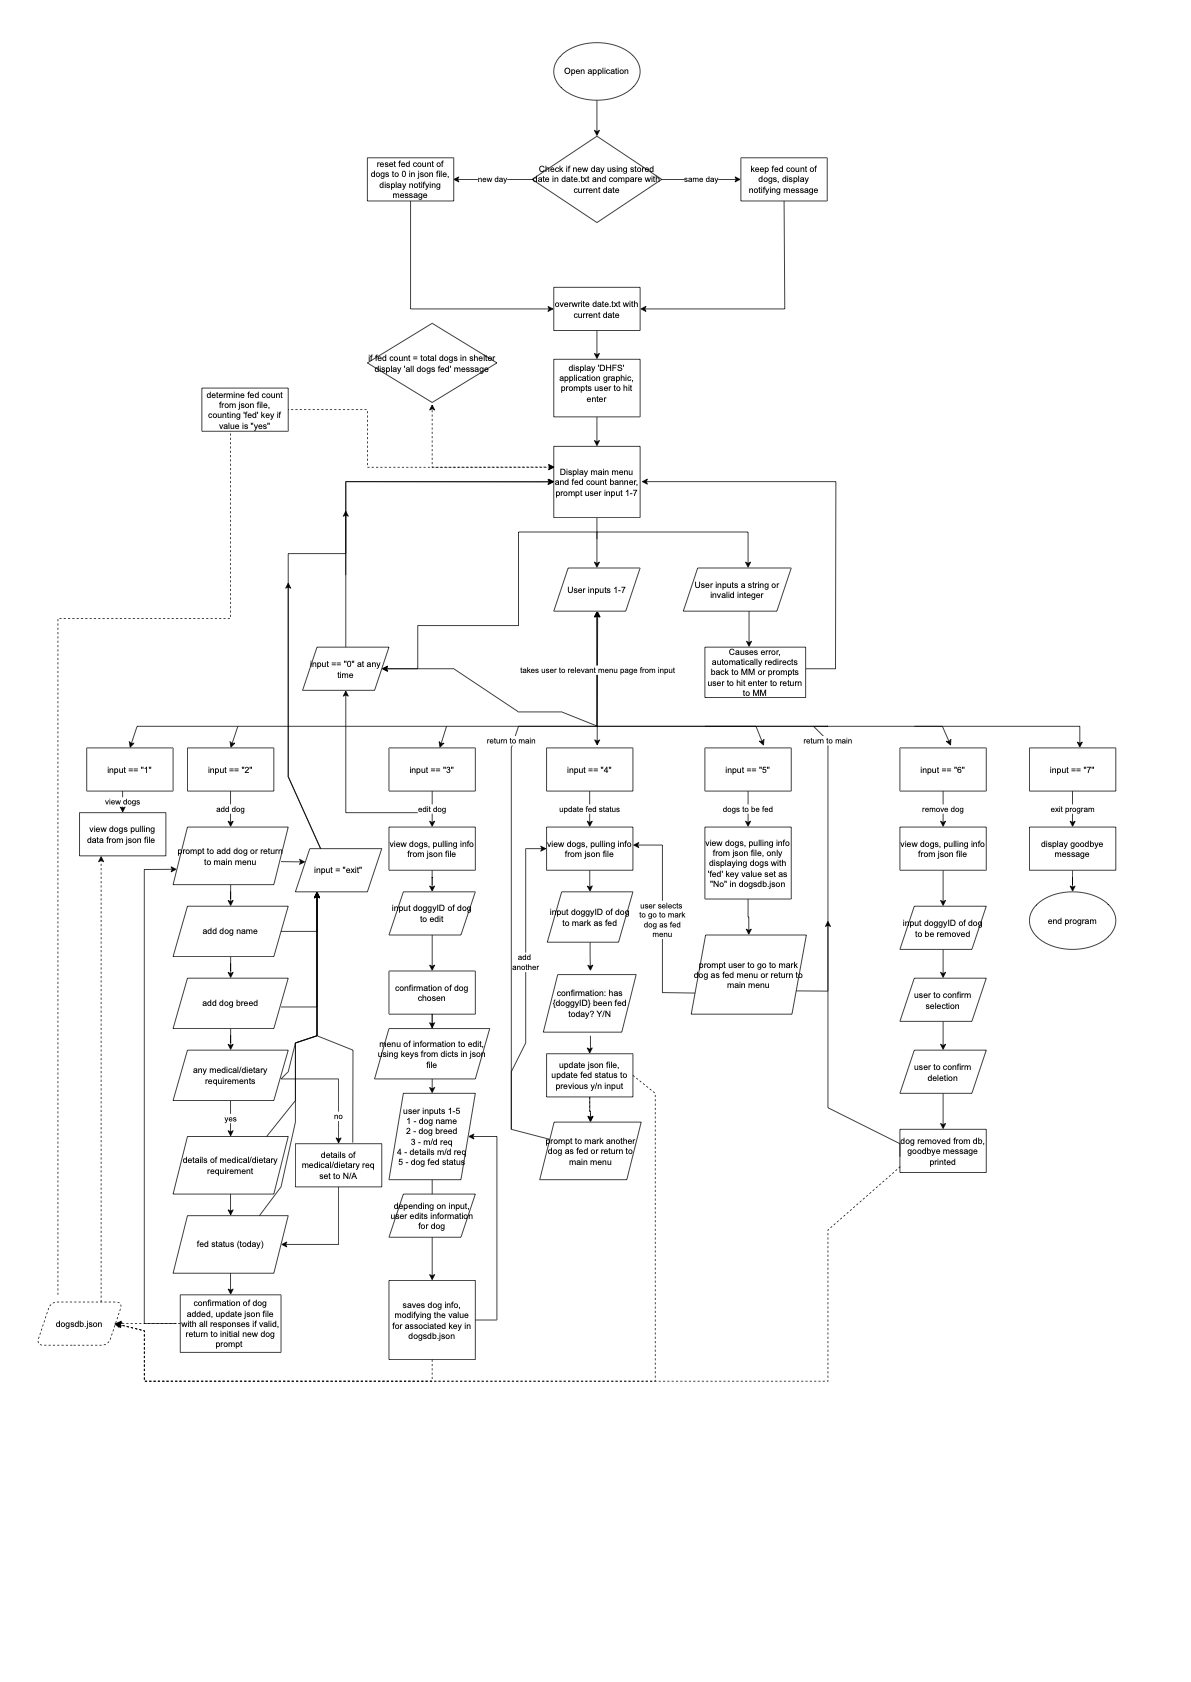 Open application
Check if new day using stored
date in date.txt and compare with
current date
new day
same day
reset fed count of
dogs to 0 in json file,
display notifying
message
keep fed count of
dogs, display
notifying message
overwrite date.txt with
current date
if fed count = total dogs in shelter
display 'all dogs fed' message
display 'DHFS'
application graphic,
prompts user to hit
enter
determine fed count
from json file,
counting 'fed' key if
value is "yes"
Display main menu
and fed count banner,
prompt user input 1-7
User inputs 1-7
User inputs a string or
invalid integer
input == "0" at any
time
takes user to relevant menu page from input
Causes error,
automatically redirects
back to MM or prompts
user to hit enter to return
to MM
return to main
return to main
input == "1"
view dogs
view dogs pulling
data from json file
input == "2"
add dog
prompt to add dog or return
to main menu
input = "exit"
add dog name
add dog breed
any medical/dietary
requirements
yes
no
details of medical/dietary
requirement
details of
medical/dietary req
set to N/A
fed status (today)
confirmation of dog
added, update json file
with all responses if valid,
return to initial new dog
prompt
dogsdb.json
input == "3"
edit dog
view dogs, pulling info
from json file
input doggyID of dog
to edit
confirmation of dog
chosen
menu of information to edit,
using keys from dicts in json
file
user inputs 1-5
1 - dog name
2 - dog breed
3 - m/d req
4 - details m/d req
5 - dog fed status
depending on input,
user edits information
for dog
saves dog info,
modifying the value
for associated key in
dogsdb.json
input == "4"
update fed status
view dogs, pulling info
from json file
input doggyID of dog
to mark as fed
add
another
confirmation: has
{doggyID} been fed
today? Y/N
update json file,
update fed status to
previous y/n input
prompt to mark another
dog as fed or return to
main menu
user selects
to go to mark
dog as fed
menu
input == "5"
dogs to be fed
view dogs, pulling info
from json file, only
displaying dogs with
'fed' key value set as
"No" in dogsdb.json
prompt user to go to mark
dog as fed menu or return to
main menu
input == "6"
remove dog
view dogs, pulling info
from json file
input doggyID of dog
to be removed
user to confirm
selection
user to confirm
deletion
dog removed from db,
goodbye message
printed
input == "7"
exit program
display goodbye
message
end program